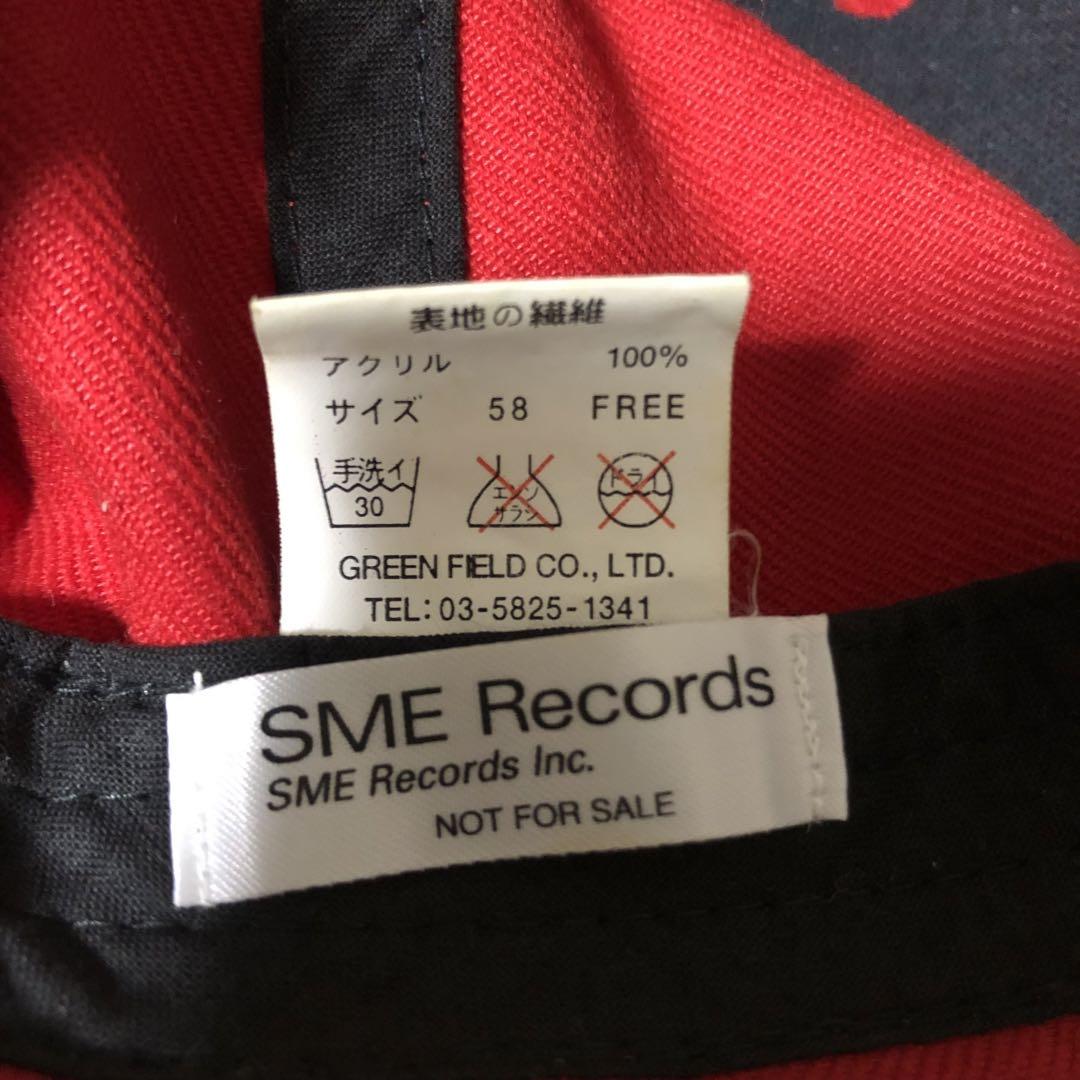 表地の繊維
アクリル 100%
サイズ 58 FREE
手洗イ エンソ ドライ
30 サラシ
GREEN FIELD CO., LTD.
TEL: 03-5825-1341
SME Records
SME Records Inc.
NOT FOR SALE